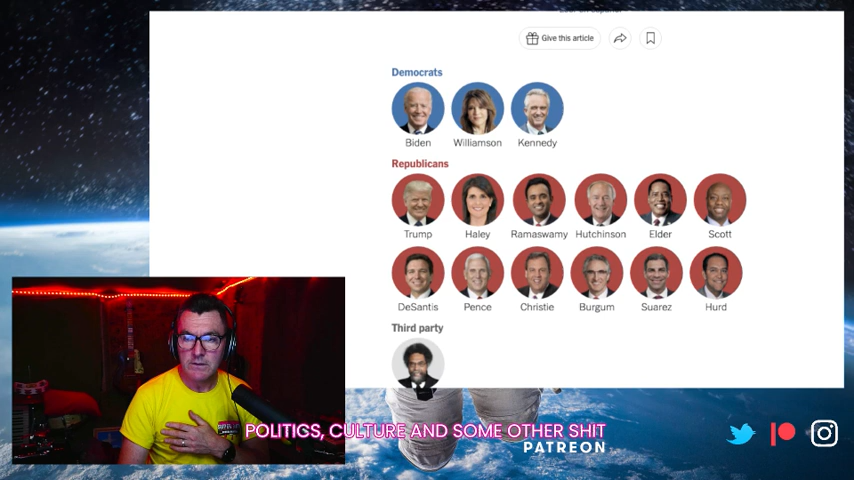 Give this article
Democrats
Biden Williamson Kennedy
Republicans
Trump Haley Ramaswamy Hutchinson Elder Scott
DeSantis Pence Christie Burgum Suarez Hurd
Third party
POLITICS, CULTURE AND SOME OTHER SHIT
PATREON